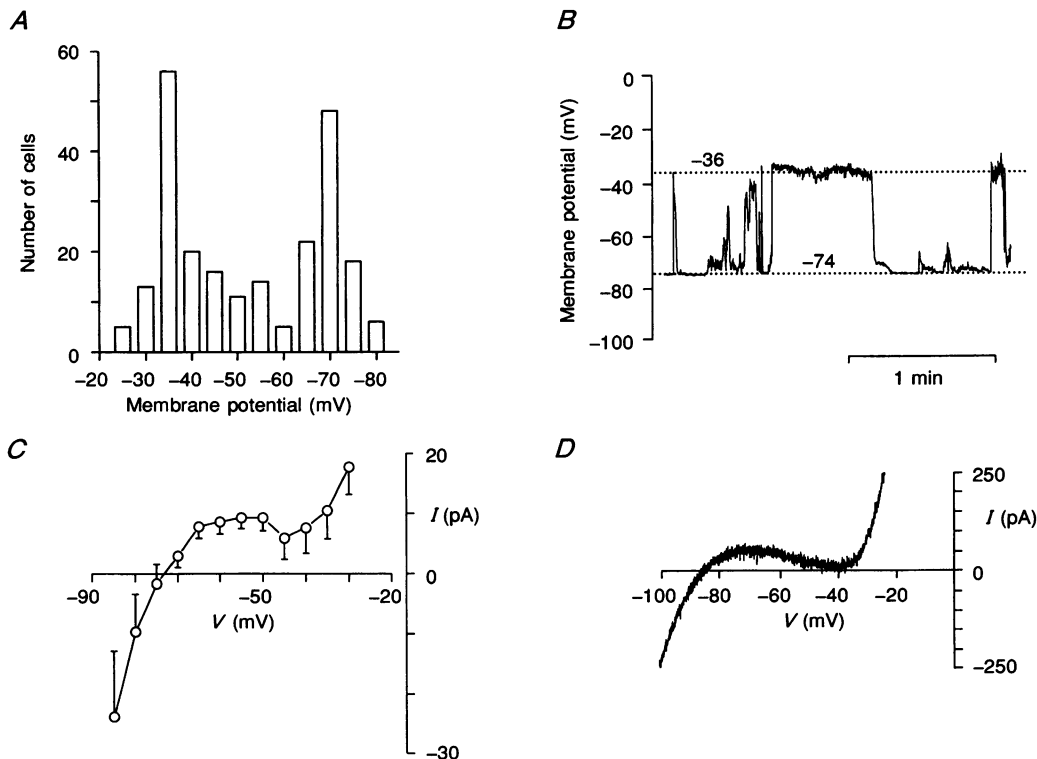 A
60
40
20
0
Number of cells
-20 -30 -40 -50 -60 -70 -80
Membrane potential (mV)
B
0
-20
-40
-60
-80
-100
Membrane potential (mV)
-36
-74
1 min
C
20
I (pA)
0
-90 -50 -20
V (mV)
-30
D
250
I (pA)
0
-100 -80 -60 -40 -20
V (mV)
-250